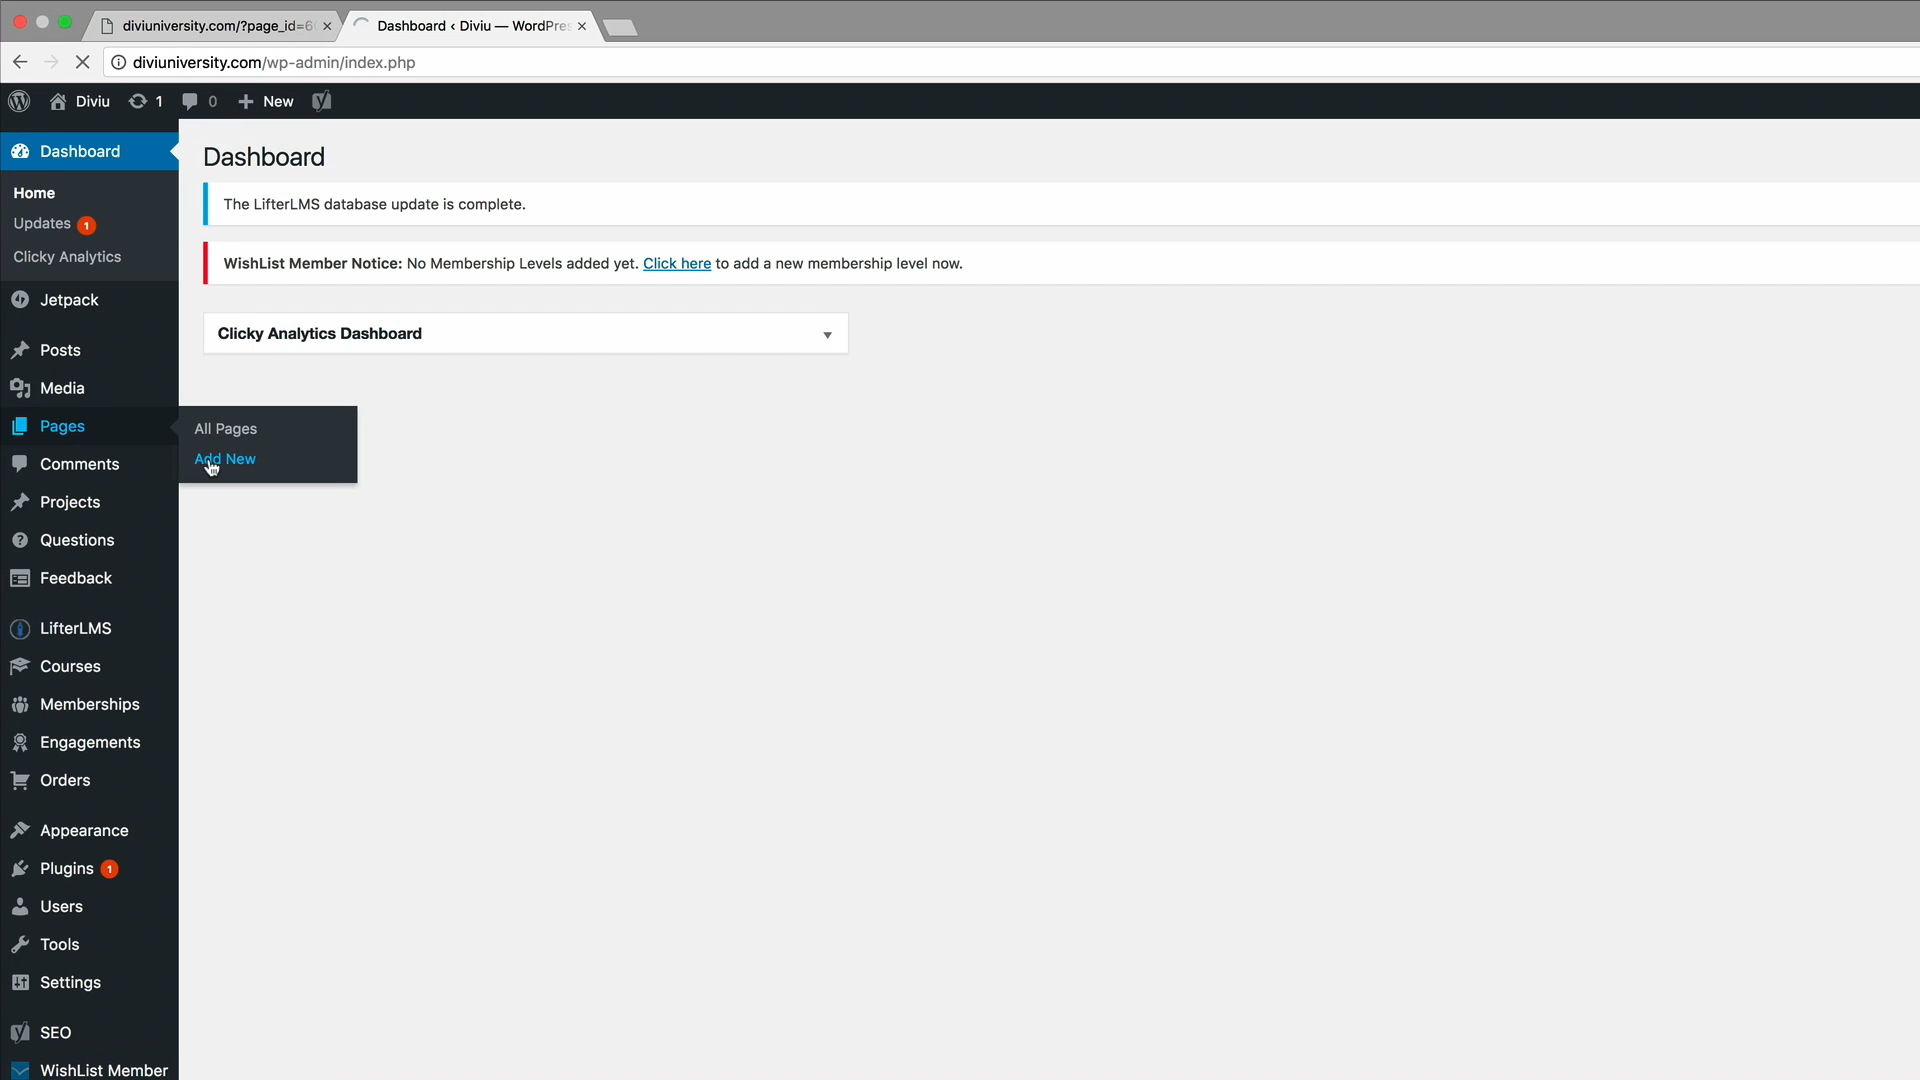 diviuniversity.com/?page_id=6
Dashboard ‹ Diviu — WordPres
diviuniversity.com/wp-admin/index.php
Diviu 1 0 New
Dashboard
Home
Updates 1
Clicky Analytics
Jetpack
Posts
Media
Pages
Comments
Projects
Questions
Feedback
LifterLMS
Courses
Memberships
Engagements
Orders
Appearance
Plugins 1
Users
Tools
Settings
SEO
WishList Member
All Pages
Add New
Dashboard
The LifterLMS database update is complete.
WishList Member Notice: No Membership Levels added yet. Click here to add a new membership level now.
Clicky Analytics Dashboard